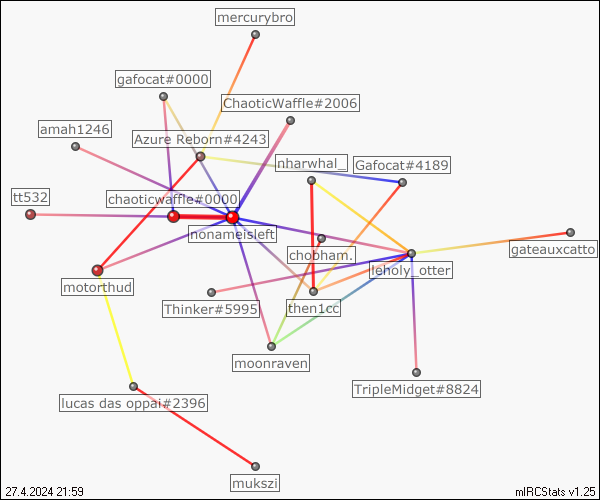 mercurybro
gafocat#0000
ChaoticWaffle#2006
amah1246
Azure Reborn#4243
nharwhal_
Gafocat#4189
tt532
chaoticwaffle#0000
nonameisleft
chobham.
gateauxcatto
leholy_otter
motorthud
Thinker#5995
then1cc
moonraven
TripleMidget#8824
lucas das oppai#2396
mukszi
27.4.2024 21:59
mIRCStats v1.25